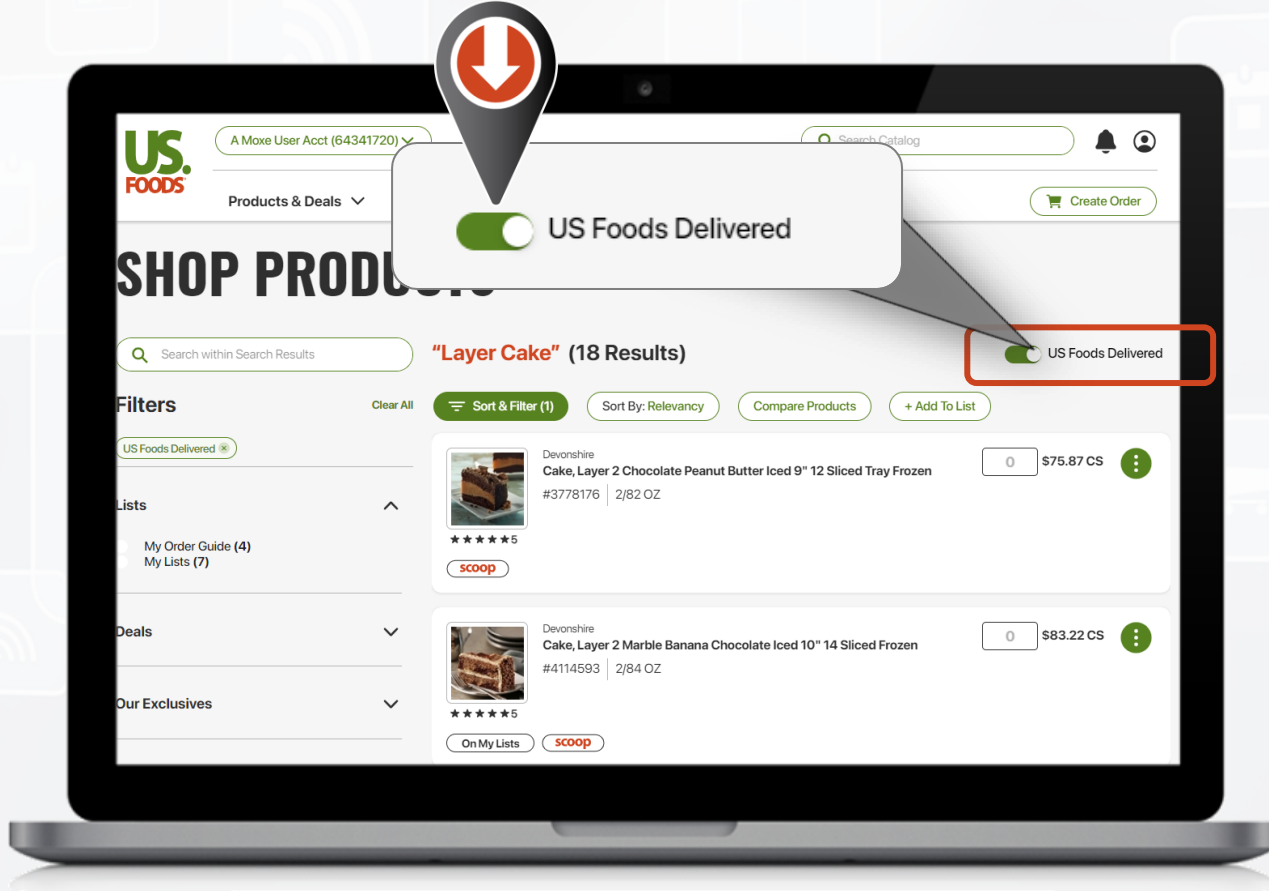 US.
FOODS
A Moxe User Acct (64341720)
Search Catalog
Products & Deals
Create Order
US Foods Delivered
SHOP PRODUCTS
Search within Search Results
"Layer Cake" (18 Results)
US Foods Delivered
Filters
Clear All
Sort & Filter (1)
Sort By: Relevancy
Compare Products
+ Add To List
US Foods Delivered
Lists
My Order Guide (4)
My Lists (7)
Deals
Our Exclusives
Devonshire
Cake, Layer 2 Chocolate Peanut Butter Iced 9" 12 Sliced Tray Frozen
#3778176 2/82 OZ
0 $75.87 CS
5
scoop
Devonshire
Cake, Layer 2 Marble Banana Chocolate Iced 10" 14 Sliced Frozen
#4114593 2/84 OZ
0 $83.22 CS
5
On My Lists
scoop